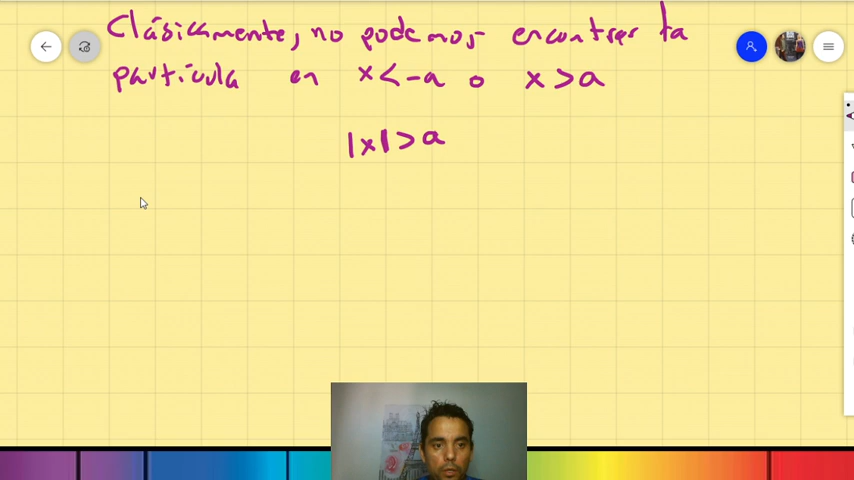 Clásicamente, no podemos encontrar la
partícula en x<-a o x>a
|x|>a